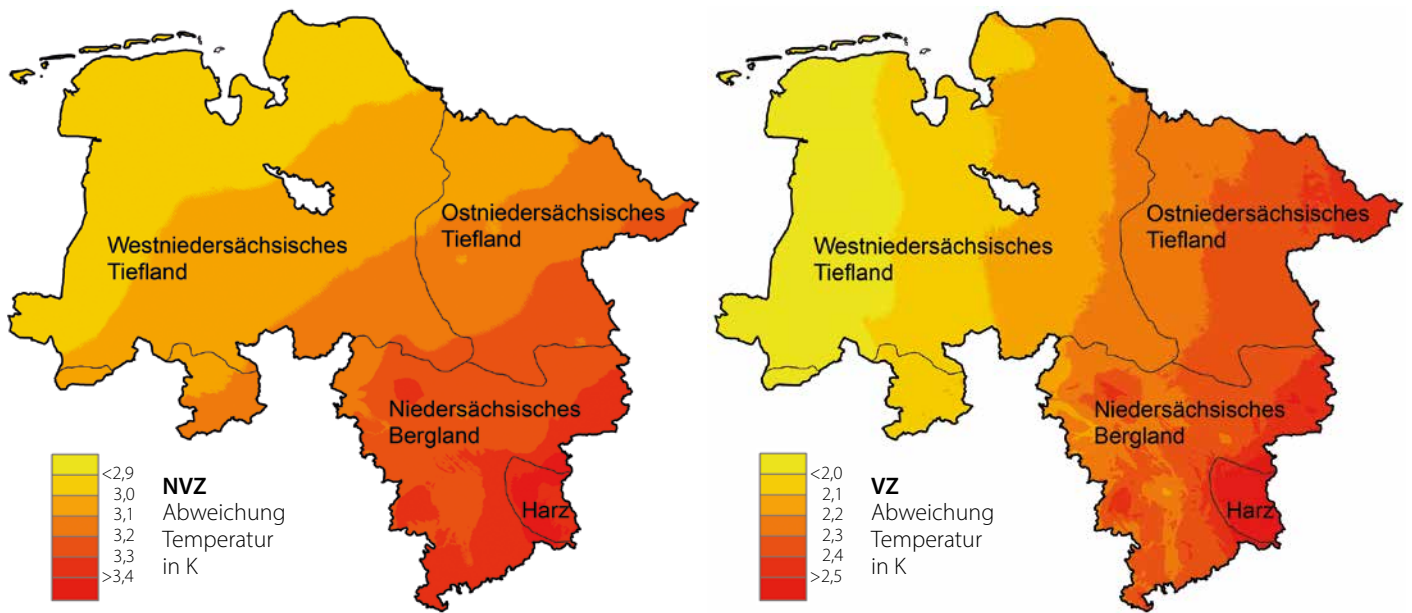 Westniedersächsisches
Tiefland
Ostniedersächsisches
Tiefland
Niedersächsisches
Bergland
Harz
<2,9
3,0
3,1
3,2
3,3
>3,4
NVZ
Abweichung
Temperatur
in K
Westniedersächsisches
Tiefland
Ostniedersächsisches
Tiefland
Niedersächsisches
Bergland
Harz
<2,0
2,1
2,2
2,3
2,4
>2,5
VZ
Abweichung
Temperatur
in K